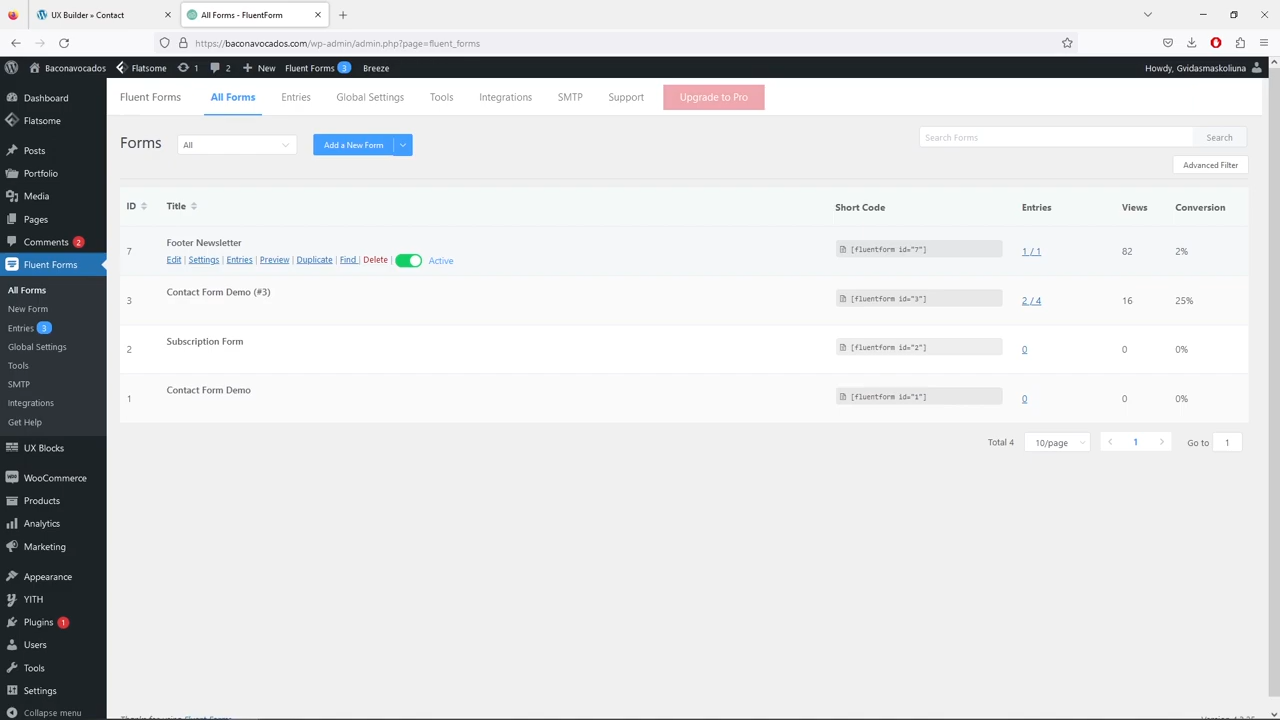 UX Builder » Contact
All Forms - FluentForm
https://baconavocados.com/wp-admin/admin.php?page=fluent_forms
Baconavocados
Flatsome
1
2
New
Fluent Forms 3
Breeze
Howdy, Gvidasmaskoliuna
Dashboard
Flatsome
Posts
Portfolio
Media
Pages
Comments 2
Fluent Forms
All Forms
New Form
Entries 3
Global Settings
Tools
SMTP
Integrations
Get Help
UX Blocks
WooCommerce
Products
Analytics
Marketing
Appearance
YITH
Plugins 1
Users
Tools
Settings
Collapse menu
Fluent Forms All Forms Entries Global Settings Tools Integrations SMTP Support Upgrade to Pro
Forms All Add a New Form
Search Forms Search
Advanced Filter
ID Title Short Code Entries Views Conversion
7 Footer Newsletter [fluentform id="7"] 1 / 1 82 2%
Edit | Settings | Entries | Preview | Duplicate | Find | Delete | Active
3 Contact Form Demo (#3) [fluentform id="3"] 2 / 4 16 25%
2 Subscription Form [fluentform id="2"] 0 0 0%
1 Contact Form Demo [fluentform id="1"] 0 0 0%
Total 4 10/page 1 Go to 1
Thanks for using Fluent Forms